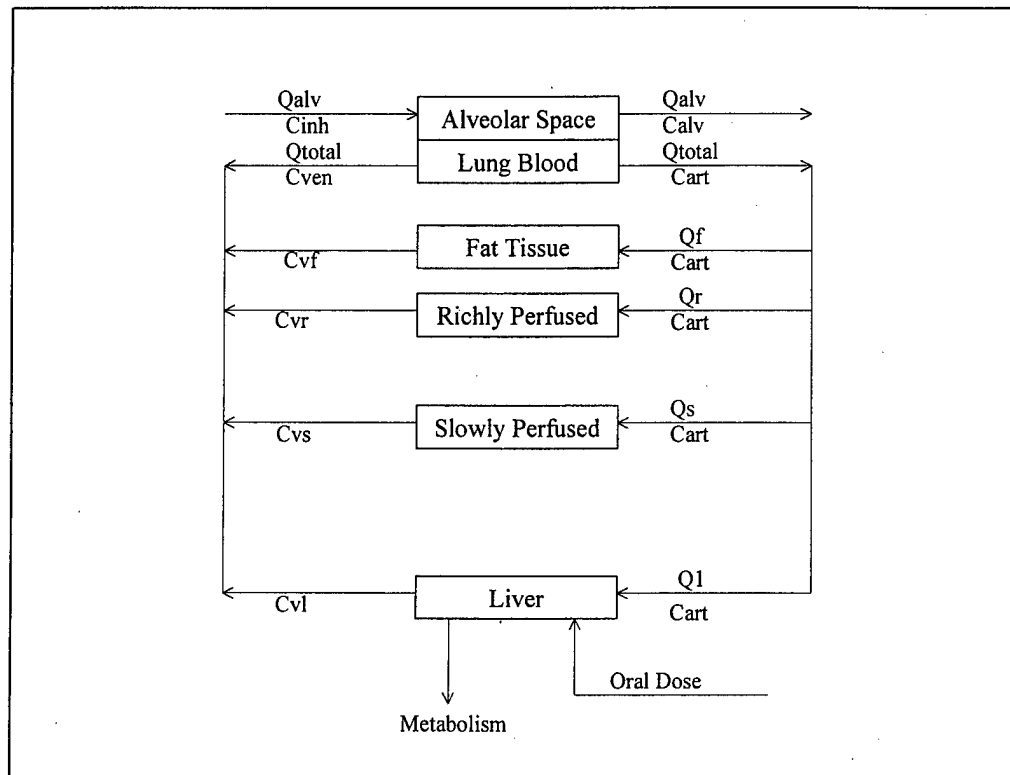 Qalv
Cinh
Alveolar Space
Qalv
Calv
Qtotal
Cven
Lung Blood
Qtotal
Cart
Cvf
Fat Tissue
Qf
Cart
Cvr
Richly Perfused
Qr
Cart
Cvs
Slowly Perfused
Qs
Cart
Cvl
Liver
Ql
Cart
Oral Dose
Metabolism